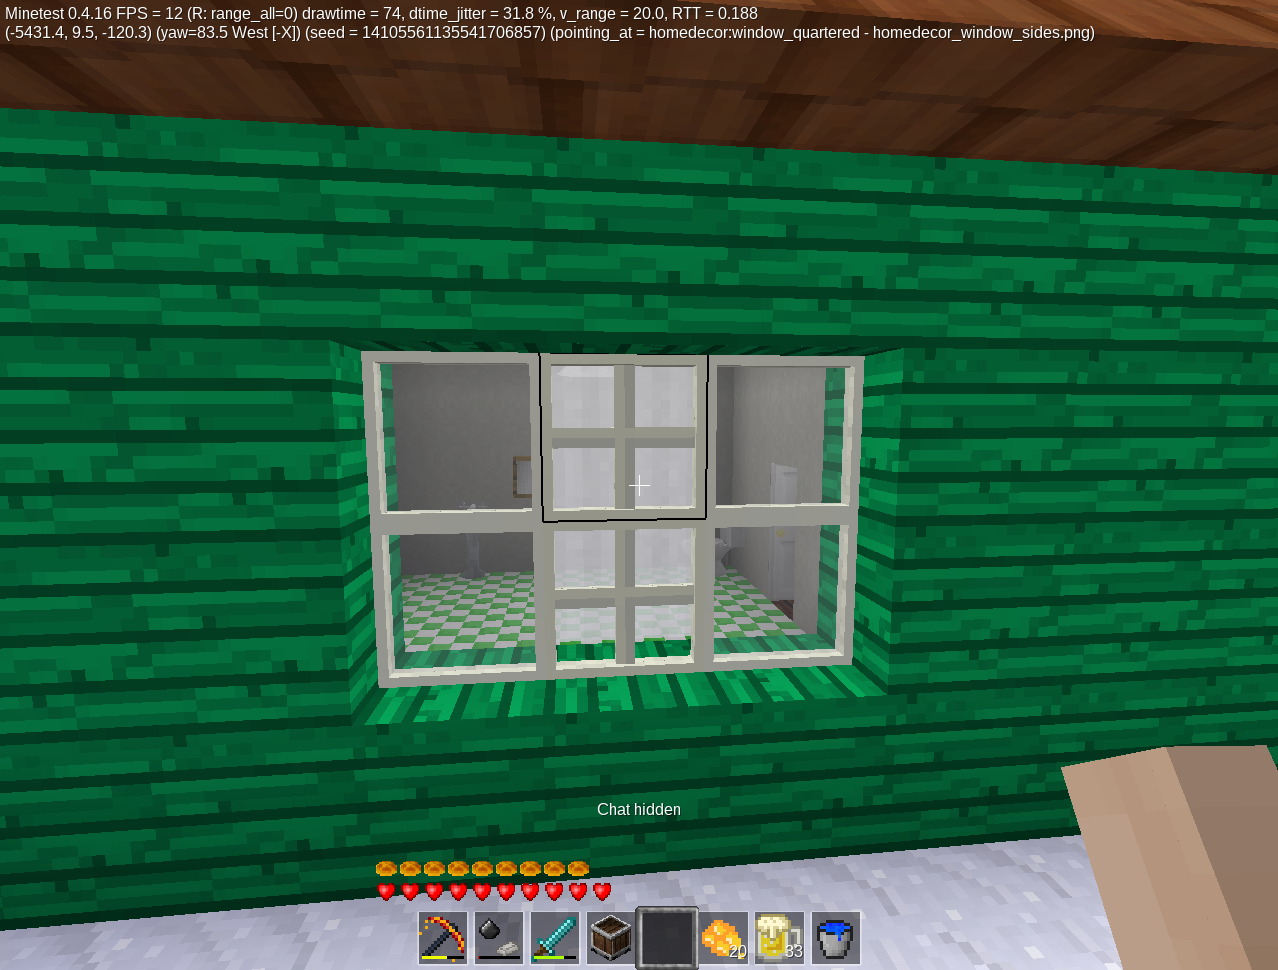 Minetest 0.4.16 FPS = 12 (R: range_all=0) drawtime = 74, dtime_jitter = 31.8 %, v_range = 20.0, RTT = 0.188
(-5431.4, 9.5, -120.3) (yaw=83.5 West [-X]) (seed = 14105561135541706857) (pointing_at = homedecor:window_quartered - homedecor_window_sides.png)
Chat hidden
20 33